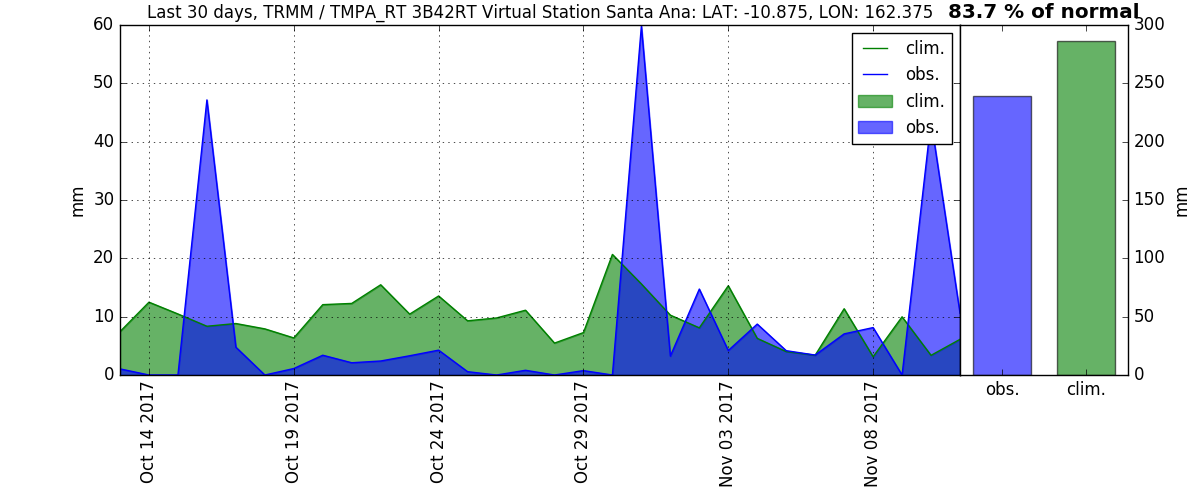 Last 30 days, TRMM / TMPA_RT 3B42RT Virtual Station Santa Ana: LAT: -10.875, LON: 162.375
83.7 % of normal
60
50
40
30
20
10
0
mm
clim.
obs.
clim.
obs.
Oct 14 2017
Oct 19 2017
Oct 24 2017
Oct 29 2017
Nov 03 2017
Nov 08 2017
300
250
200
150
100
50
0
mm
obs.
clim.